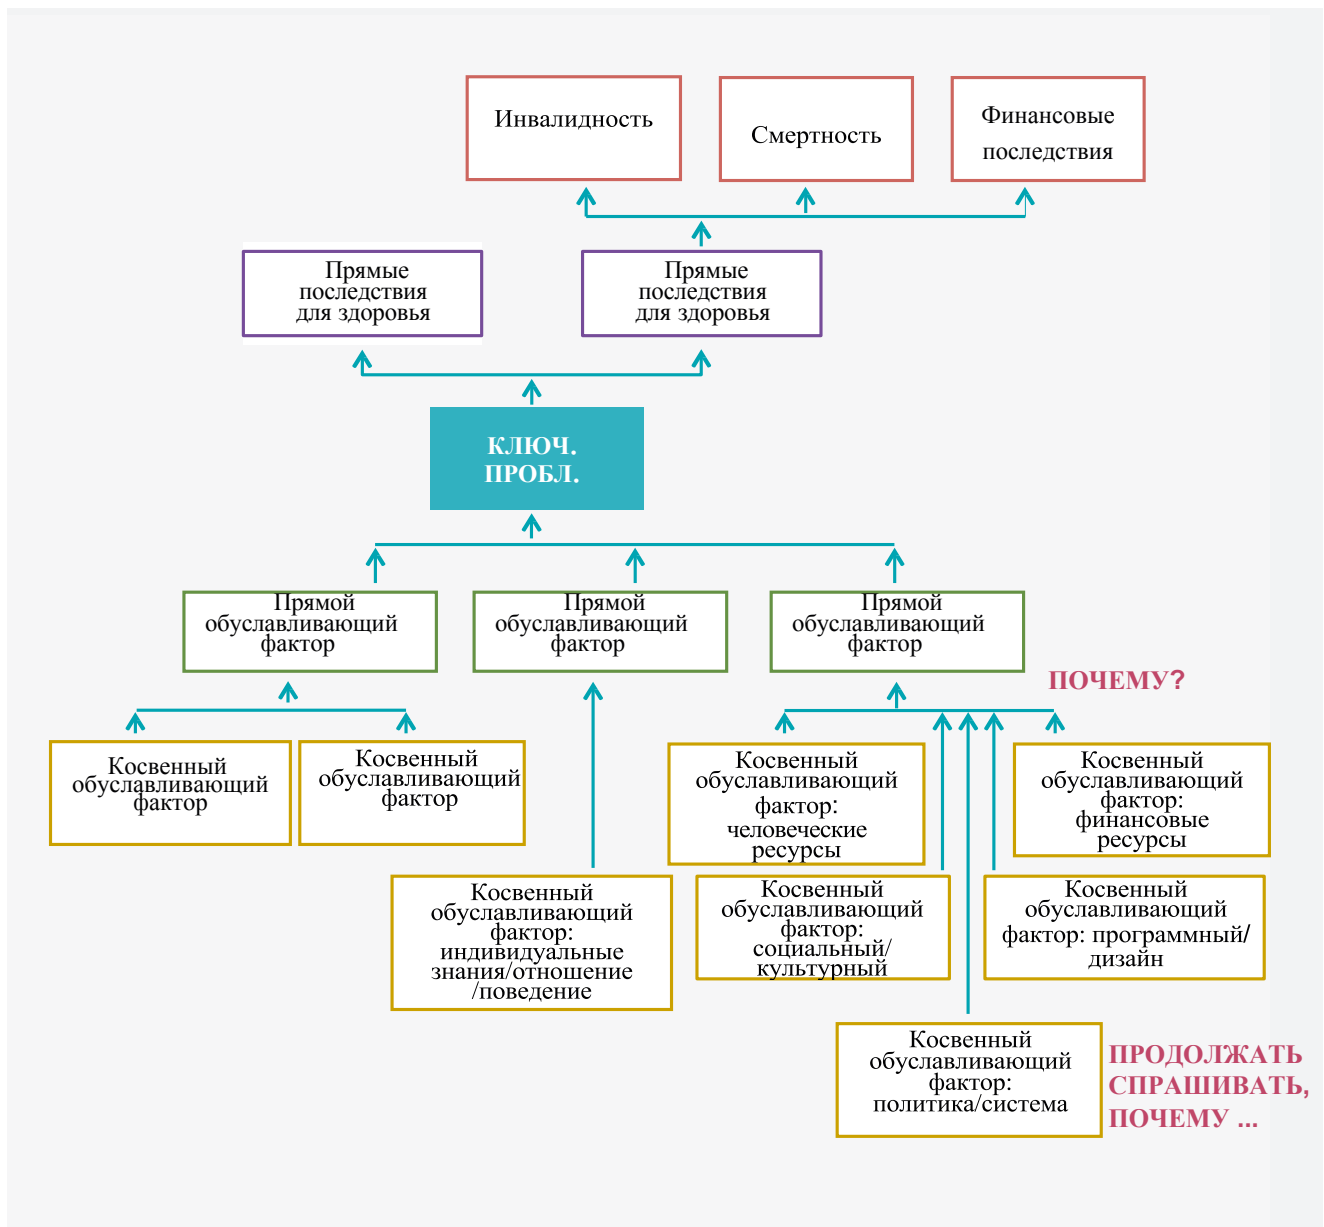 Инвалидность
Смертность
Финансовые
последствия
Прямые
последствия
для здоровья
Прямые
последствия
для здоровья
КЛЮЧ.
ПРОБЛ.
Прямой
обуславливающий
фактор
Прямой
обуславливающий
фактор
Прямой
обуславливающий
фактор
ПОЧЕМУ?
Косвенный
обуславливающий
фактор
Косвенный
обуславливающий
фактор
Косвенный
обуславливающий
фактор:
человеческие
ресурсы
Косвенный
обуславливающий
фактор:
финансовые
ресурсы
Косвенный
обуславливающий
фактор:
индивидуальные
знания/отношение
/поведение
Косвенный
обуславливающий
фактор:
социальный/
культурный
Косвенный
обуславливающий
фактор: программный/
дизайн
Косвенный
обуславливающий
фактор:
политика/система
ПРОДОЛЖАТЬ
СПРАШИВАТЬ,
ПОЧЕМУ ...